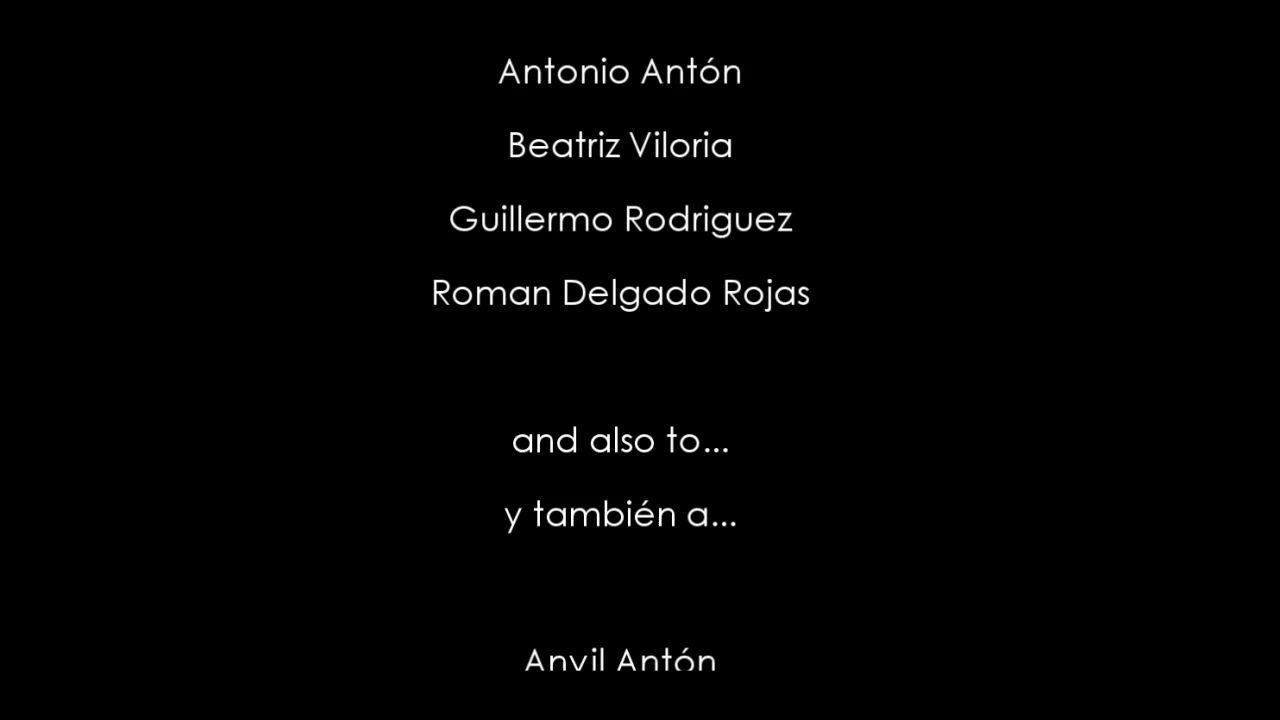 Antonio Antón
Beatriz Viloria
Guillermo Rodriguez
Roman Delgado Rojas
and also to...
y también a...
Anvil Antón